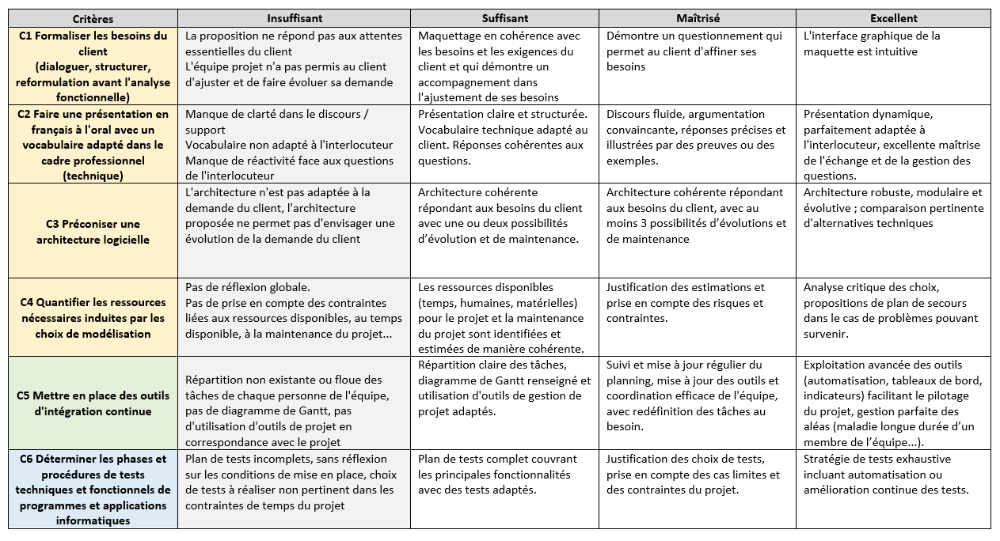 Critères
Insuffisant
Suffisant
Maîtrisé
Excellent
C1 Formaliser les besoins du
client
(dialoguer, structurer,
reformulation avant l'analyse
fonctionnelle)
La proposition ne répond pas aux attentes
essentielles du client
L'équipe projet n'a pas permis au client
d'ajuster et de faire évoluer sa demande
Maquettage en cohérence avec
les besoins et les exigences du
client et qui démontre un
accompagnement dans
l'ajustement de ses besoins
Démontre un questionnement qui
permet au client d'affiner ses
besoins
L'interface graphique de la
maquette est intuitive
C2 Faire une présentation en
français à l'oral avec un
vocabulaire adapté dans le
cadre professionnel
(technique)
Manque de clarté dans le discours /
support
Vocabulaire non adapté à l'interlocuteur
Manque de réactivité face aux questions
de l'interlocuteur
Présentation claire et structurée.
Vocabulaire technique adapté au
client. Réponses cohérentes aux
questions.
Discours fluide, argumentation
convaincante, réponses précises et
illustrées par des preuves ou des
exemples.
Présentation dynamique,
parfaitement adaptée à
l'interlocuteur, excellente maîtrise
de l'échange et de la gestion des
questions.
C3 Préconiser une
architecture logicielle
L'architecture n'est pas adaptée à la
demande du client, l'architecture
proposée ne permet pas d'envisager une
évolution de la demande du client
Architecture cohérente
répondant aux besoins du client
avec une ou deux possibilités
d’évolution et de maintenance.
Architecture cohérente répondant
aux besoins du client, avec au
moins 3 possibilités d’évolutions et
de maintenance
Architecture robuste, modulaire et
évolutive ; comparaison pertinente
d'alternatives techniques
C4 Quantifier les ressources
nécessaires induites par les
choix de modélisation
Pas de réflexion globale.
Pas de prise en compte des contraintes
liées aux ressources disponibles, au temps
disponible, à la maintenance du projet...
Les ressources disponibles
(temps, humaines, matérielles)
pour le projet et la maintenance
du projet sont identifiées et
estimées de manière cohérente.
Justification des estimations et
prise en compte des risques et
contraintes.
Analyse critique des choix,
propositions de plan de secours
dans le cas de problèmes pouvant
survenir.
C5 Mettre en place des outils
d'intégration continue
Répartition non existante ou floue des
tâches de chaque personne de l'équipe,
pas de diagramme de Gantt, pas
d'utilisation d'outils de projet en
correspondance avec le projet
Répartition claire des tâches,
diagramme de Gantt renseigné et
utilisation d'outils de gestion de
projet adaptés.
Suivi et mise à jour régulier du
planning, mise à jour des outils et
coordination efficace de l'équipe,
avec redéfinition des tâches au
besoin.
Exploitation avancée des outils
(automatisation, tableaux de bord,
indicateurs) facilitant le pilotage
du projet, gestion parfaite des
aléas (maladie longue durée d’un
membre de l’équipe...).
C6 Déterminer les phases et
procédures de tests
techniques et fonctionnels de
programmes et applications
informatiques
Plan de tests incomplets, sans réflexion
sur les conditions de mise en place, choix
de tests à réaliser non pertinent dans les
contraintes de temps du projet
Plan de tests complet couvrant
les principales fonctionnalités
avec des tests adaptés.
Justification des choix de tests,
prise en compte des cas limites et
des contraintes du projet.
Stratégie de tests exhaustive
incluant automatisation ou
amélioration continue des tests.